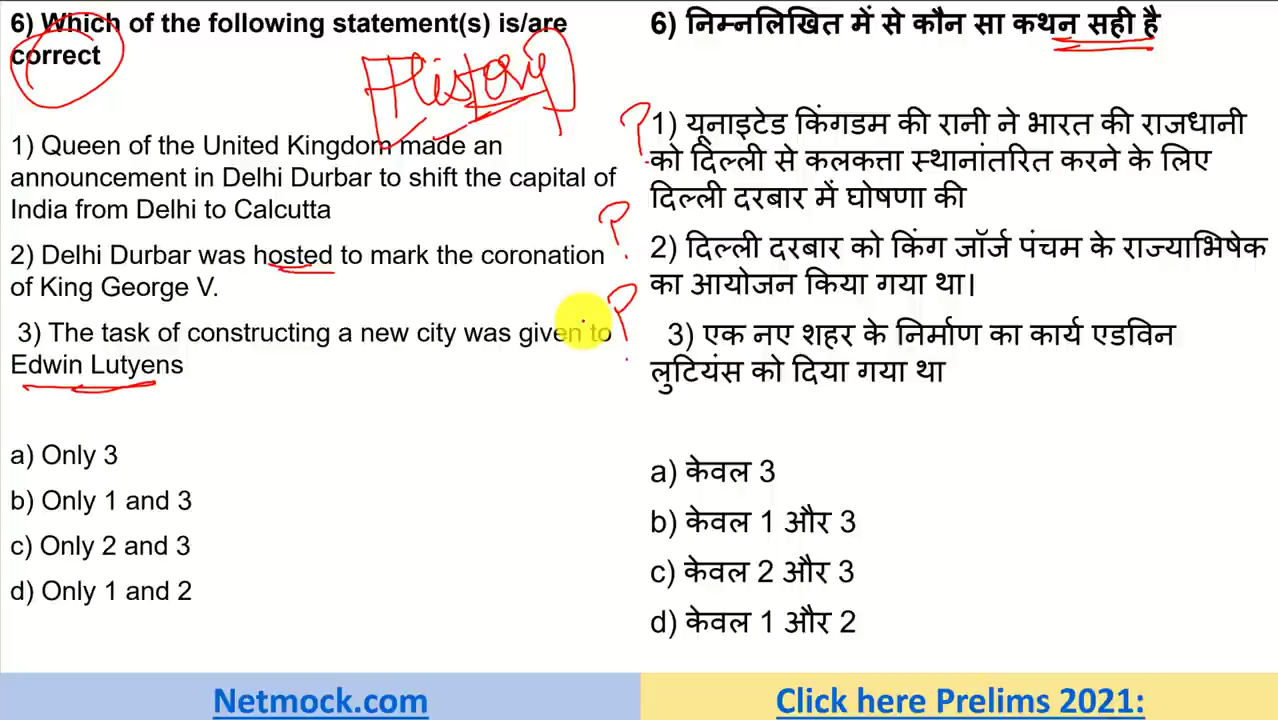 6) Which of the following statement(s) is/are
correct
History
1) Queen of the United Kingdom made an
announcement in Delhi Durbar to shift the capital of
India from Delhi to Calcutta
?
2) Delhi Durbar was hosted to mark the coronation
of King George V.
?
3) The task of constructing a new city was given to
Edwin Lutyens
?
a) Only 3
b) Only 1 and 3
c) Only 2 and 3
d) Only 1 and 2
6) निम्नलिखित में से कौन सा कथन सही है
1) यूनाइटेड किंगडम की रानी ने भारत की राजधानी
को दिल्ली से कलकत्ता स्थानांतरित करने के लिए
दिल्ली दरबार में घोषणा की
2) दिल्ली दरबार को किंग जॉर्ज पंचम के राज्याभिषेक
का आयोजन किया गया था।
3) एक नए शहर के निर्माण का कार्य एडविन
लुटियंस को दिया गया था
a) केवल 3
b) केवल 1 और 3
c) केवल 2 और 3
d) केवल 1 और 2
Netmock.com
Click here Prelims 2021: